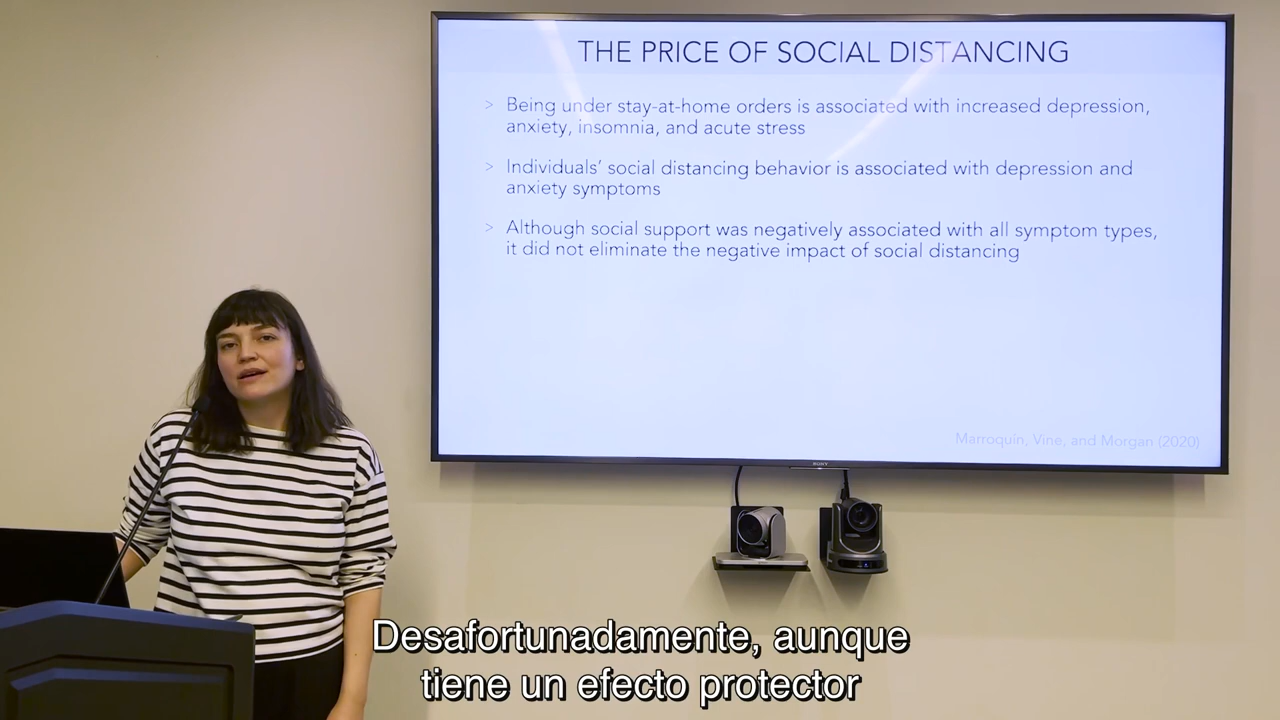 THE PRICE OF SOCIAL DISTANCING
> Being under stay-at-home orders is associated with increased depression,
anxiety, insomnia, and acute stress
> Individuals’ social distancing behavior is associated with depression and
anxiety symptoms
> Although social support was negatively associated with all symptom types,
it did not eliminate the negative impact of social distancing
Marroquín, Vine, and Morgan (2020)
SONY
Desafortunadamente, aunque
tiene un efecto protector